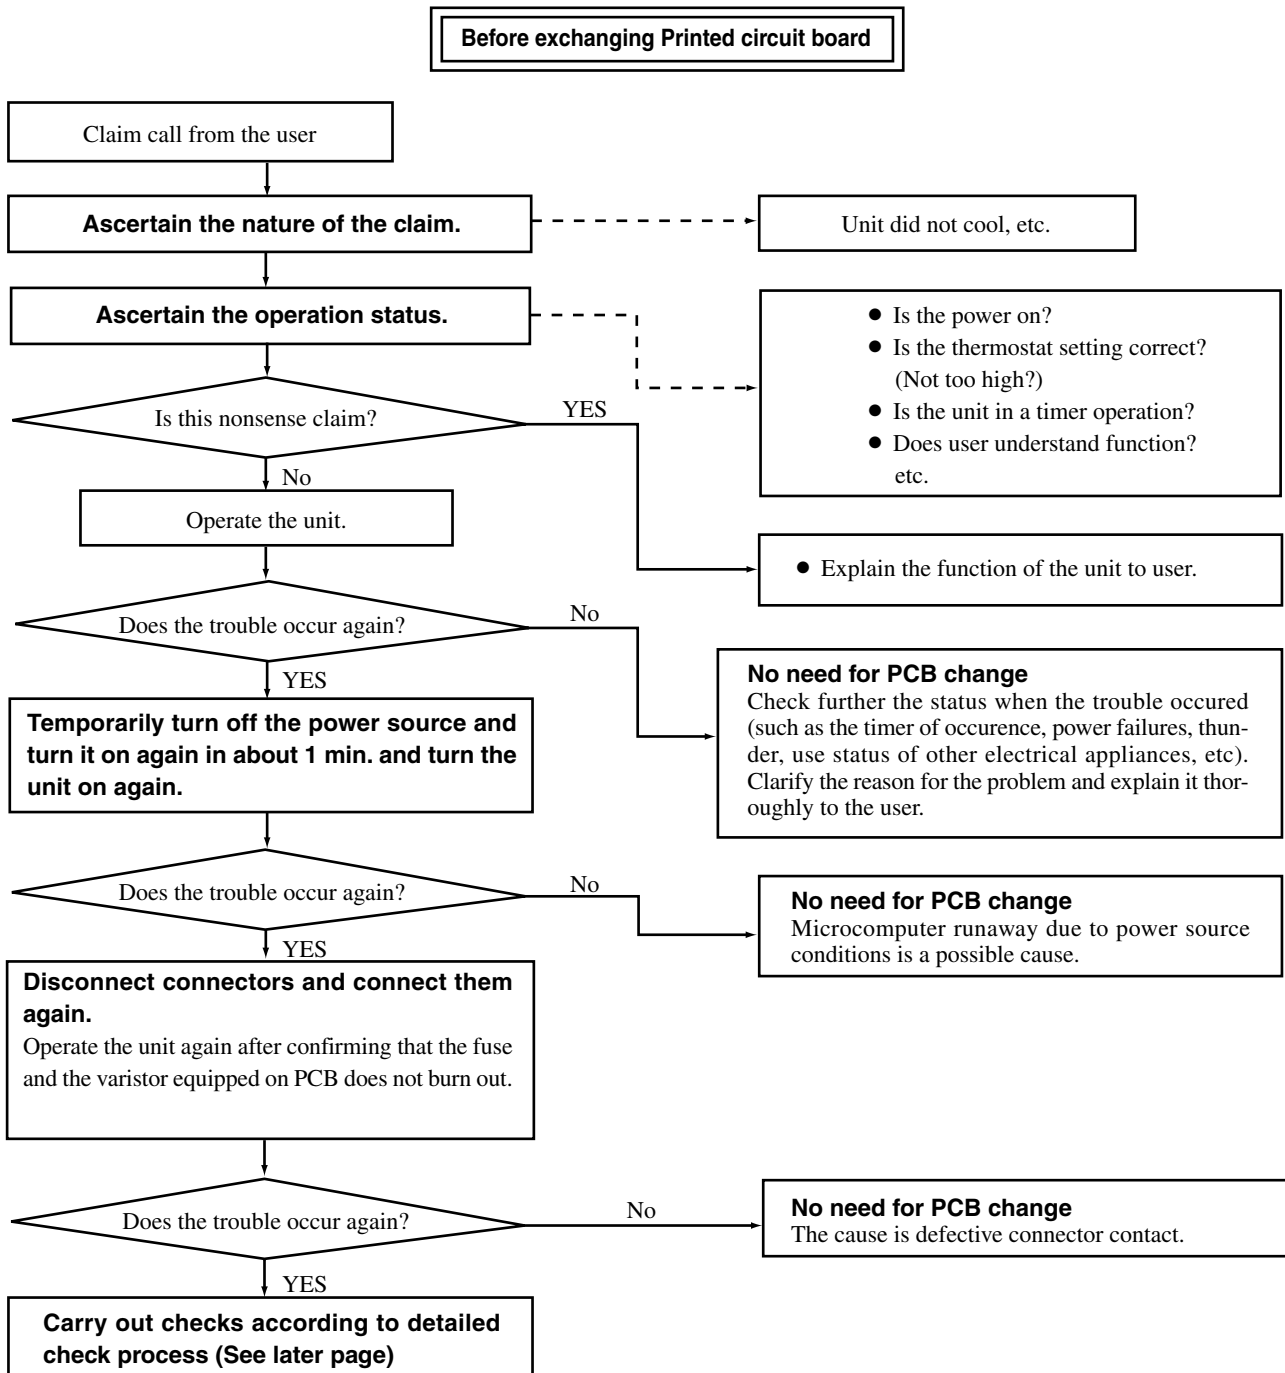 Before exchanging Printed circuit board
Claim call from the user
Ascertain the nature of the claim.
Unit did not cool, etc.
Ascertain the operation status.
● Is the power on?
● Is the thermostat setting correct?
(Not too high?)
● Is the unit in a timer operation?
● Does user understand function?
etc.
Is this nonsense claim?
YES
No
● Explain the function of the unit to user.
Operate the unit.
Does the trouble occur again?
No
YES
No need for PCB change
Check further the status when the trouble occured
(such as the timer of occurence, power failures, thun-
der, use status of other electrical appliances, etc).
Clarify the reason for the problem and explain it thor-
oughly to the user.
Temporarily turn off the power source and
turn it on again in about 1 min. and turn the
unit on again.
Does the trouble occur again?
No
YES
No need for PCB change
Microcomputer runaway due to power source
conditions is a possible cause.
Disconnect connectors and connect them
again.
Operate the unit again after confirming that the fuse
and the varistor equipped on PCB does not burn out.
Does the trouble occur again?
No
YES
No need for PCB change
The cause is defective connector contact.
Carry out checks according to detailed
check process (See later page)